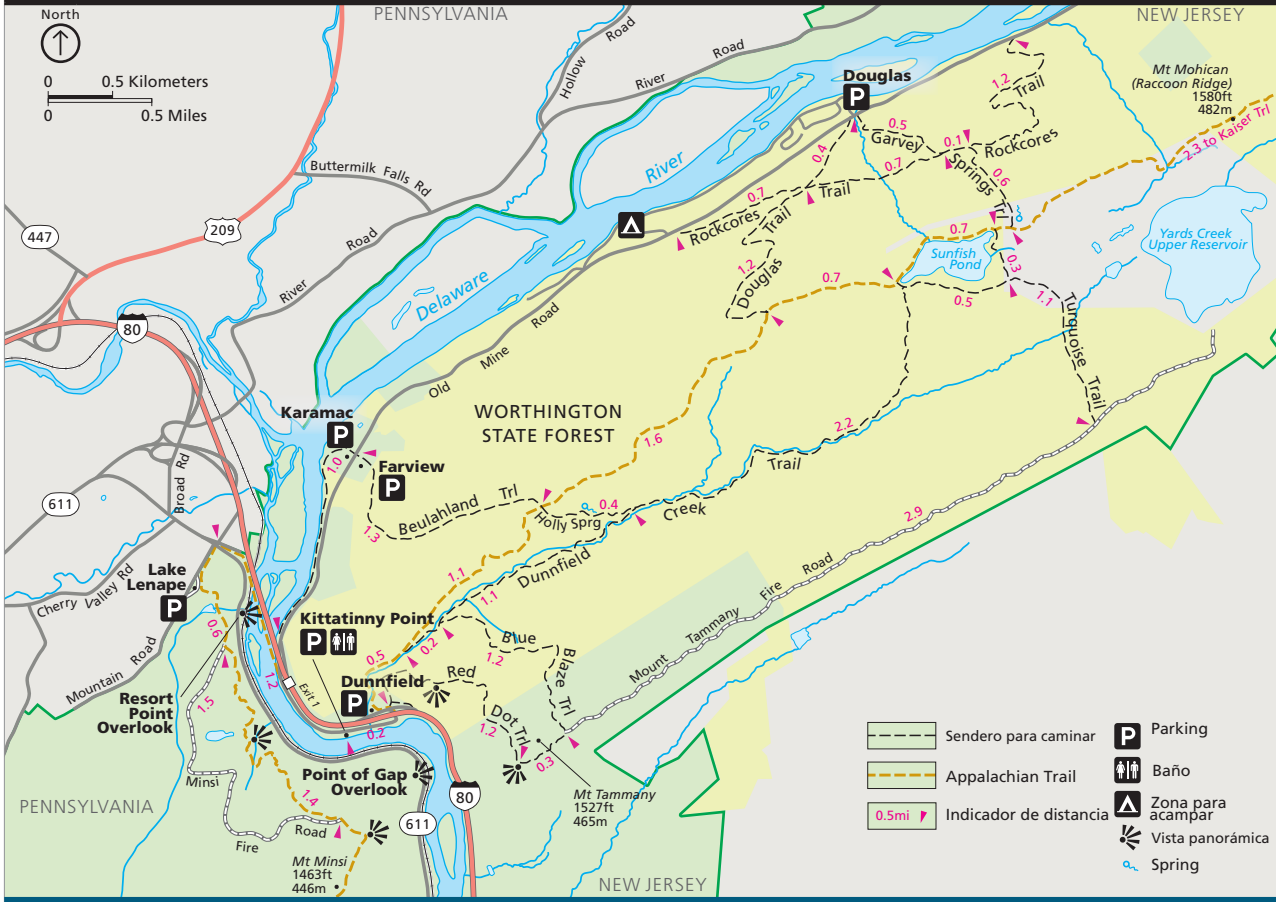 North
0 0.5 Kilometers
0 0.5 Miles
PENNSYLVANIA
NEW JERSEY
Hollow Road
River Road
Buttermilk Falls Rd
River Road
447
209
80
Delaware River
Douglas
P
Mt Mohican
(Raccoon Ridge)
1580ft
482m
2.3 to Kaiser Trl
1.2
Rockcores Trail
0.5
Garvey Springs Trl
0.1
0.6
0.4
0.7
0.7
Rockcores Trail
1.2
Douglas Trail
0.7
0.7
Sunfish
Pond
0.3
0.5
1.1
Turquoise Trail
Yards Creek
Upper Reservoir
Old Mine Road
WORTHINGTON
STATE FOREST
Karamac
P
1.0
Farview
P
Beulahland Trl
1.3
1.6
Holly Sprg
0.4
2.2
Dunnfield Creek Trail
1.1
1.1
2.9
Mount Tammany Fire Road
611
Broad Rd
Cherry Valley Rd
Lake
Lenape
P
Mountain Road
0.6
Resort
Point
Overlook
1.5
1.2
Exit 1
Kittatinny Point
P
0.5
0.2
Dunnfield
P
0.2
Red Dot Trl
1.2
Blue Blaze Trl
1.2
0.3
Mt Tammany
1527ft
465m
Point of Gap
Overlook
611
80
1.4
Minsi Fire Road
Mt Minsi
1463ft
446m
PENNSYLVANIA
NEW JERSEY
Sendero para caminar
Appalachian Trail
0.5mi
Indicador de distancia
P
Parking
Baño
Zona para
acampar
Vista panorámica
Spring